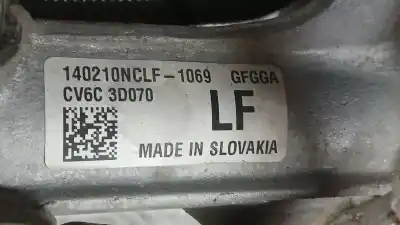 140210NCLF-1069 GFGGA
CV6C 3D070
LF
MADE IN SLOVAKIA